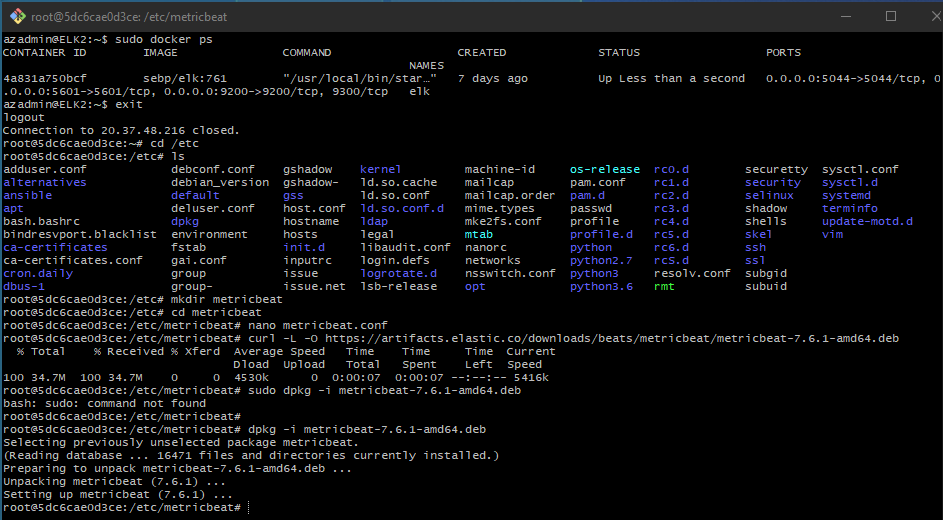 root@5dc6cae0d3ce: /etc/metricbeat
azadmin@ELK2:~$ sudo docker ps
CONTAINER ID        IMAGE               COMMAND                  CREATED             STATUS                  PORTS
                                                          NAMES
4a831a750bcf        sebp/elk:761        "/usr/local/bin/star…"   7 days ago          Up Less than a second   0.0.0.0:5044->5044/tcp, 0
.0.0.0:5601->5601/tcp, 0.0.0.0:9200->9200/tcp, 9300/tcp   elk
azadmin@ELK2:~$ exit
logout
Connection to 20.37.48.216 closed.
root@5dc6cae0d3ce:~# cd /etc
root@5dc6cae0d3ce:/etc# ls
adduser.conf            debconf.conf    gshadow      kernel         machine-id      os-release   rc0.d        securetty    sysctl.conf
alternatives            debian_version  gshadow-     ld.so.cache    mailcap         pam.conf     rc1.d        security     sysctl.d
ansible                 default         gss          ld.so.conf     mailcap.order   pam.d        rc2.d        selinux      systemd
apt                     deluser.conf    host.conf    ld.so.conf.d   mime.types      passwd       rc3.d        shadow       terminfo
bash.bashrc             dpkg            hostname     ldap           mke2fs.conf     profile      rc4.d        shells       update-motd.d
bindresvport.blacklist  environment     hosts        legal          mtab            profile.d    rc5.d        skel         vim
ca-certificates         fstab           init.d       libaudit.conf  nanorc          python       rc6.d        ssh
ca-certificates.conf    gai.conf        inputrc      login.defs     networks        python2.7    rcS.d        ssl
cron.daily              group           issue        logrotate.d    nsswitch.conf   python3      resolv.conf  subgid
dbus-1                  group-          issue.net    lsb-release    opt             python3.6    rmt          subuid
root@5dc6cae0d3ce:/etc# mkdir metricbeat
root@5dc6cae0d3ce:/etc# cd metricbeat
root@5dc6cae0d3ce:/etc/metricbeat# nano metricbeat.conf
root@5dc6cae0d3ce:/etc/metricbeat# curl -L -O https://artifacts.elastic.co/downloads/beats/metricbeat/metricbeat-7.6.1-amd64.deb
  % Total    % Received % Xferd  Average Speed   Time    Time     Time  Current
                                 Dload  Upload   Total   Spent    Left  Speed
100 34.7M  100 34.7M    0     0  4530k      0  0:00:07  0:00:07 --:--:-- 5416k
root@5dc6cae0d3ce:/etc/metricbeat# sudo dpkg -i metricbeat-7.6.1-amd64.deb
bash: sudo: command not found
root@5dc6cae0d3ce:/etc/metricbeat#
root@5dc6cae0d3ce:/etc/metricbeat# dpkg -i metricbeat-7.6.1-amd64.deb
Selecting previously unselected package metricbeat.
(Reading database ... 16471 files and directories currently installed.)
Preparing to unpack metricbeat-7.6.1-amd64.deb ...
Unpacking metricbeat (7.6.1) ...
Setting up metricbeat (7.6.1) ...
root@5dc6cae0d3ce:/etc/metricbeat#